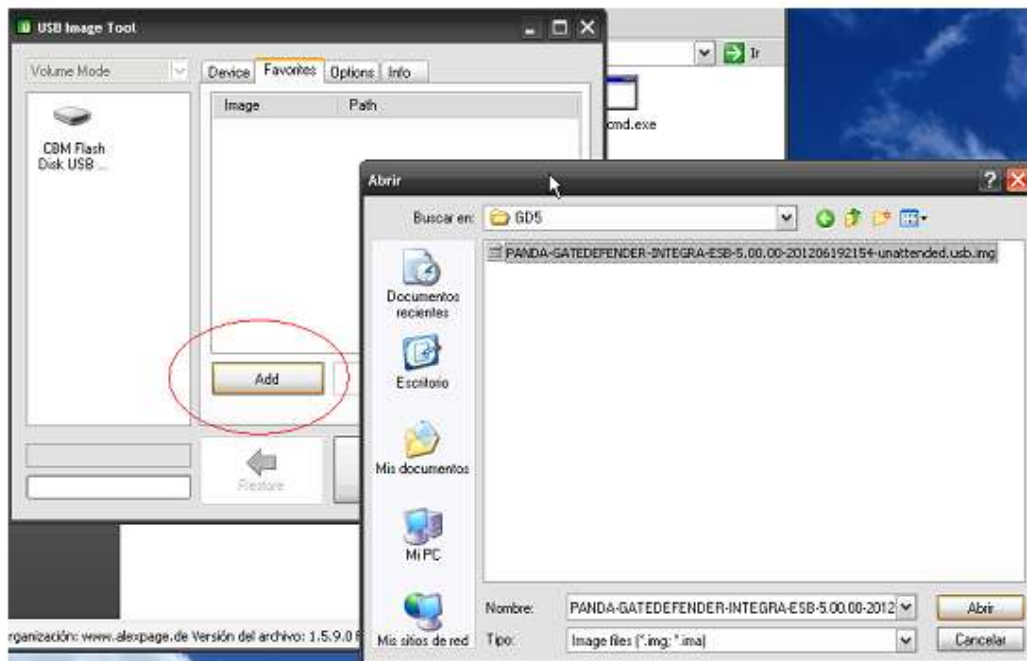 USB Image Tool
Volume Mode
Device Favorites Options Info
Image Path
CBM Flash
Disk USB ...
Add
Restore
Ir
cmd.exe
Abrir
Buscar en: GD5
PANDA-GATEDEFENDER-INTEGRA-ESB-5.00.00-201206192154-unattended.usb.img
Documentos
recientes
Escritorio
Mis documentos
Mi PC
Mis sitios de red
Nombre: PANDA-GATEDEFENDER-INTEGRA-ESB-5.00.00-2012 Abrir
Tipo: Image files (*.img; *.ima) Cancelar
rganización: www.alexpage.de Versión del archivo: 1.5.9.0